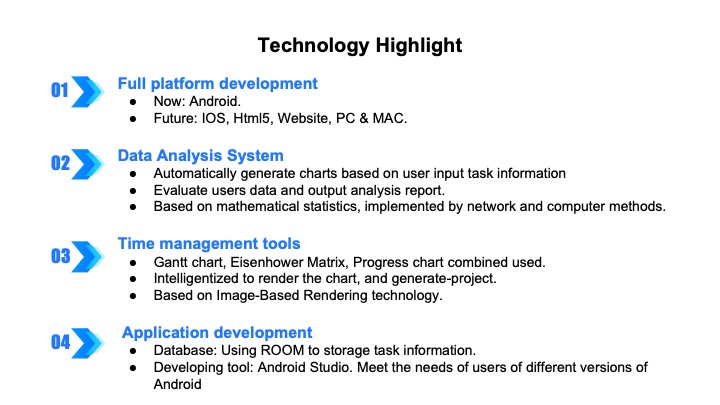 Technology Highlight
01 Full platform development
● Now: Android.
● Future: IOS, Html5, Website, PC & MAC.
02 Data Analysis System
● Automatically generate charts based on user input task information
● Evaluate users data and output analysis report.
● Based on mathematical statistics, implemented by network and computer methods.
03 Time management tools
● Gantt chart, Eisenhower Matrix, Progress chart combined used.
● Intelligentized to render the chart, and generate-project.
● Based on Image-Based Rendering technology.
04 Application development
● Database: Using ROOM to storage task information.
● Developing tool: Android Studio. Meet the needs of users of different versions of
Android